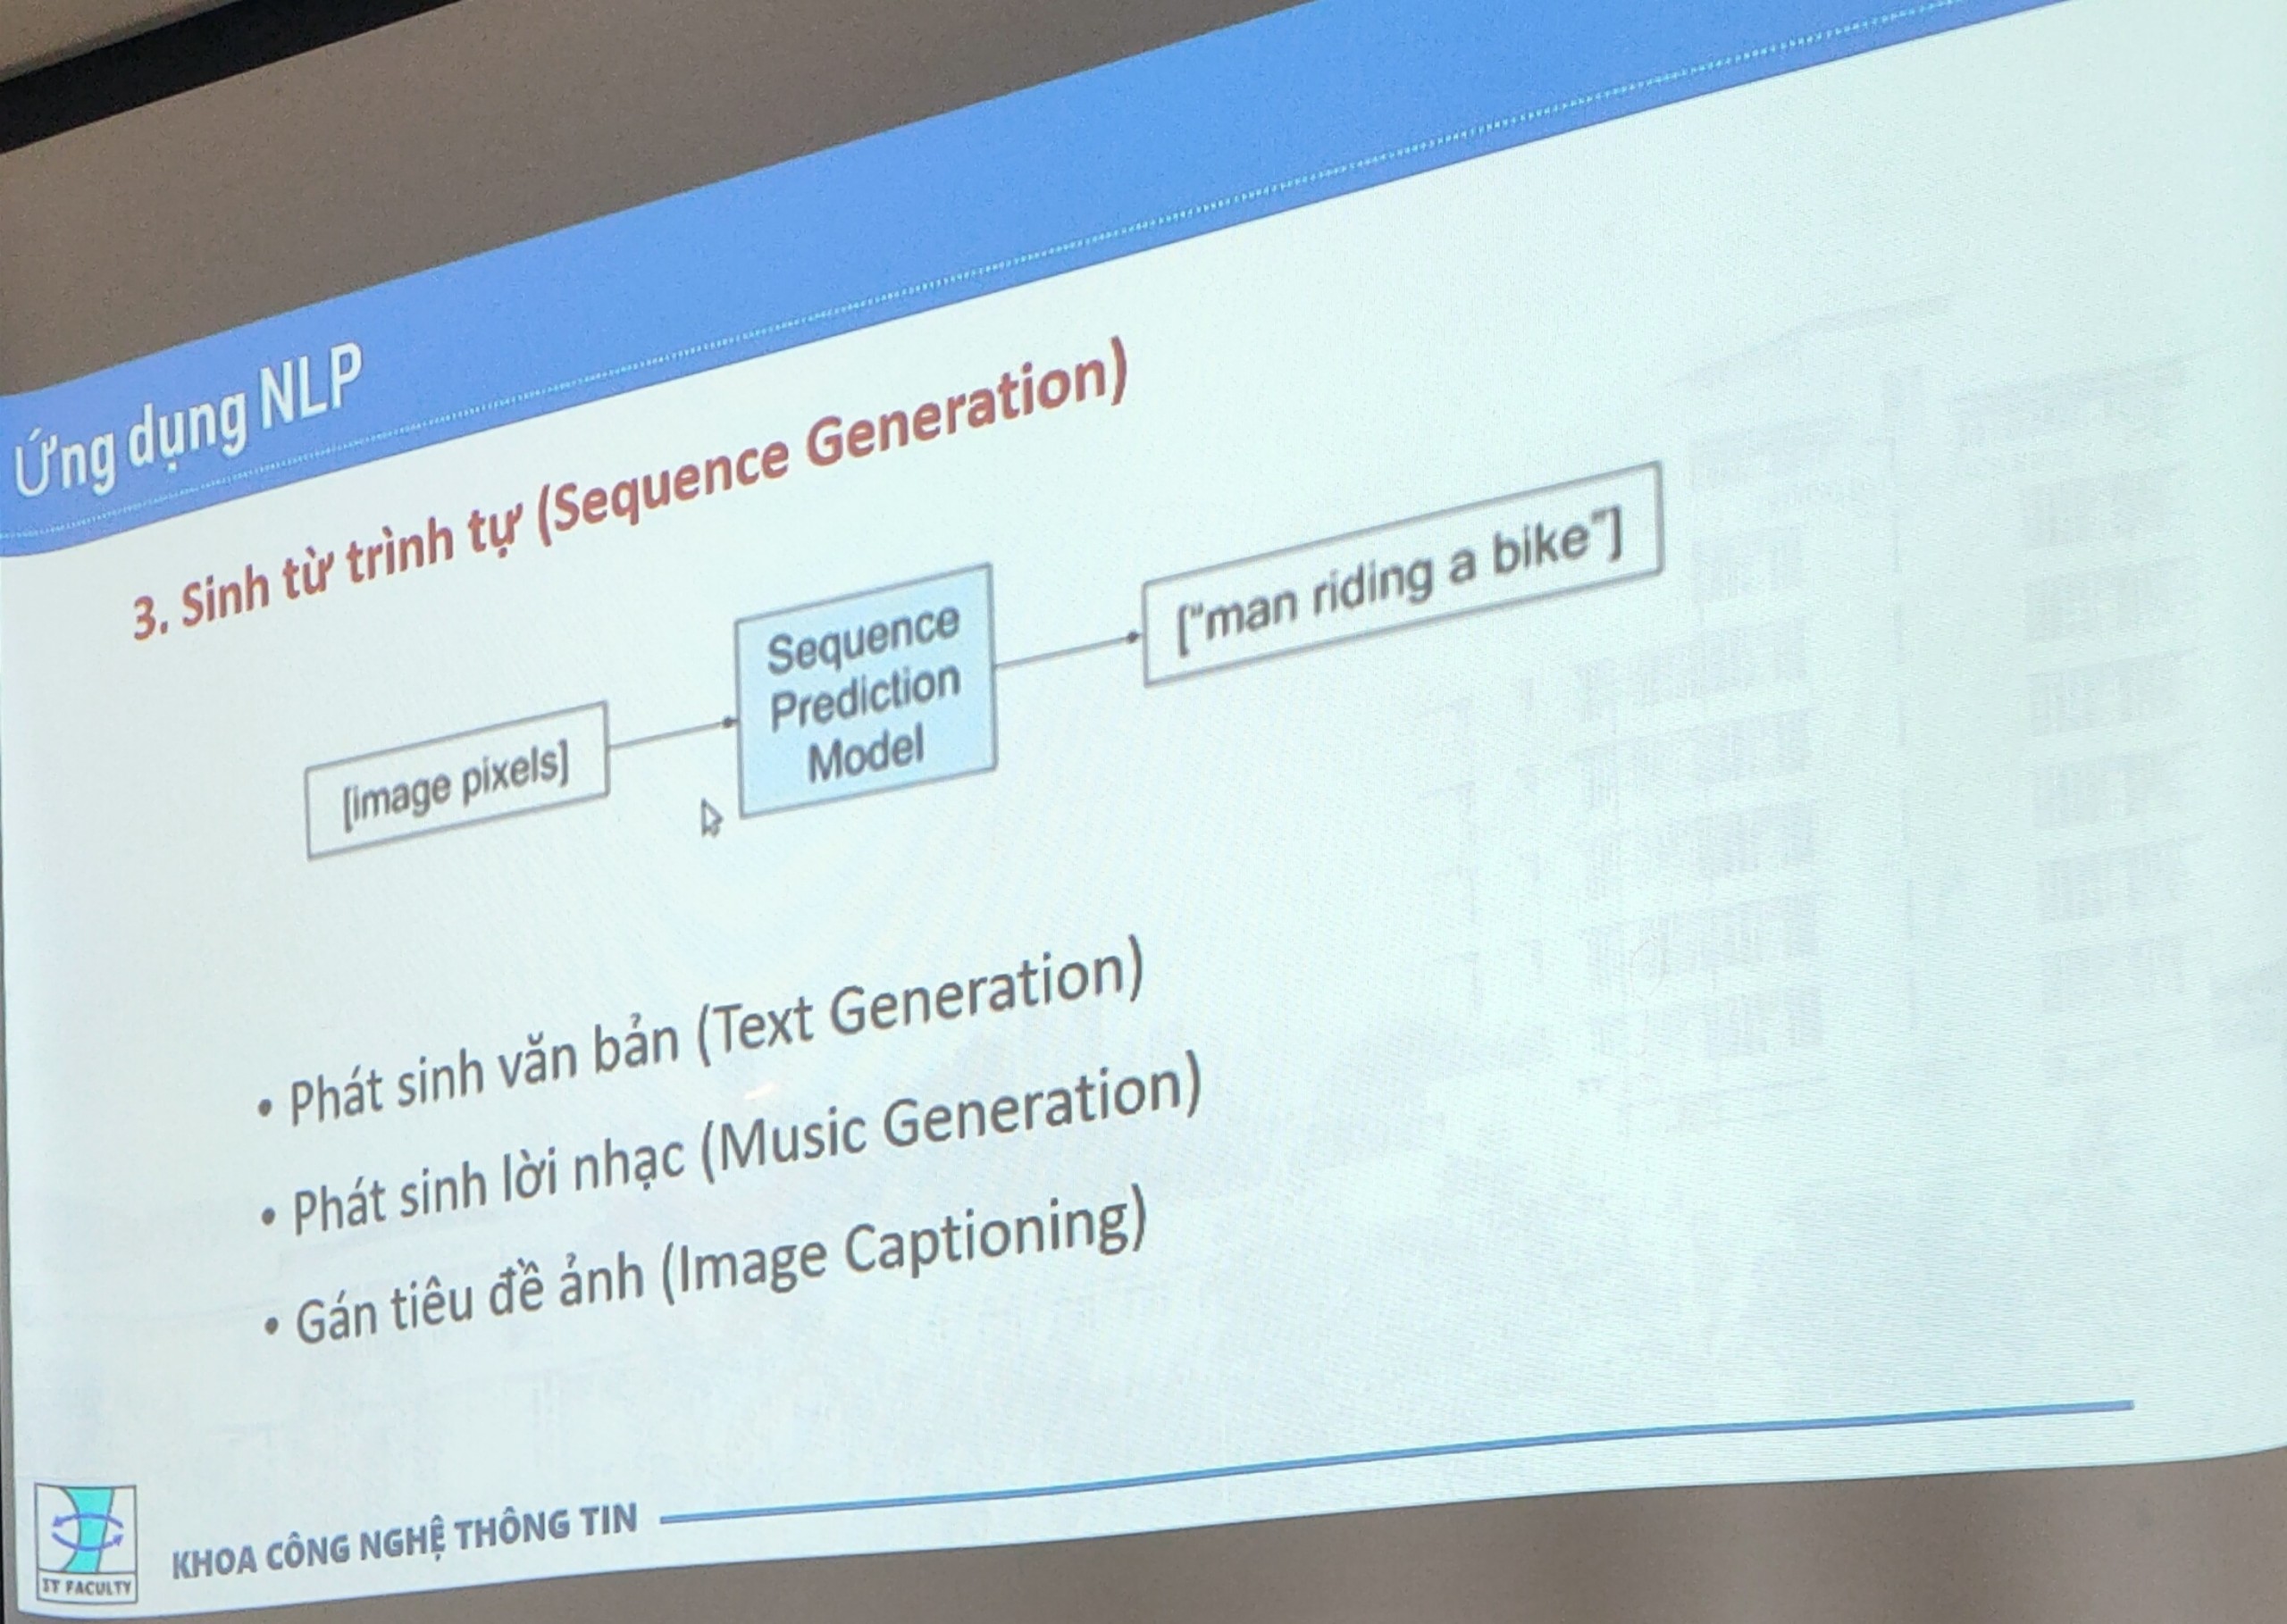 Ứng dụng NLP
3. Sinh từ trình tự (Sequence Generation)
[image pixels]
Sequence
Prediction
Model
["man riding a bike"]
• Phát sinh văn bản (Text Generation)
• Phát sinh lời nhạc (Music Generation)
• Gán tiêu đề ảnh (Image Captioning)
IT FACULTY
KHOA CÔNG NGHỆ THÔNG TIN